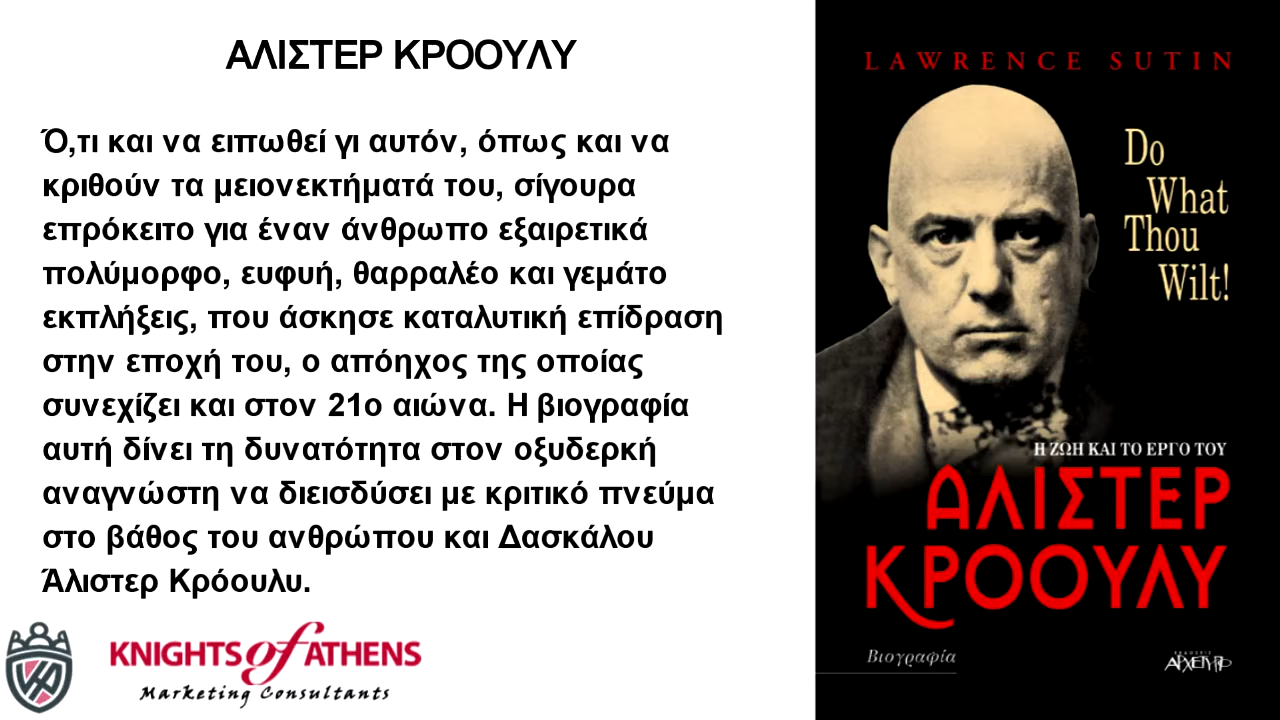 ΑΛΙΣΤΕΡ ΚΡΟΟΥΛΥ
Ό,τι και να ειπωθεί γι αυτόν, όπως και να
κριθούν τα μειονεκτήματά του, σίγουρα
επρόκειτο για έναν άνθρωπο εξαιρετικά
πολύμορφο, ευφυή, θαρραλέο και γεμάτο
εκπλήξεις, που άσκησε καταλυτική επίδραση
στην εποχή του, ο απόηχος της οποίας
συνεχίζει και στον 21ο αιώνα. Η βιογραφία
αυτή δίνει τη δυνατότητα στον οξυδερκή
αναγνώστη να διεισδύσει με κριτικό πνεύμα
στο βάθος του ανθρώπου και Δασκάλου
Άλιστερ Κρόουλυ.
KNIGHTS of ATHENS
Marketing Consultants
LAWRENCE SUTIN
Do
What
Thou
Wilt!
Η ΖΩΗ ΚΑΙ ΤΟ ΕΡΓΟ ΤΟΥ
ΑΛΙΣΤΕΡ
ΚΡΟΟΥΛΥ
Βιογραφία
ΕΚΔΟΣΕΙΣ
ΑΡΧΕΤΥΠΟ